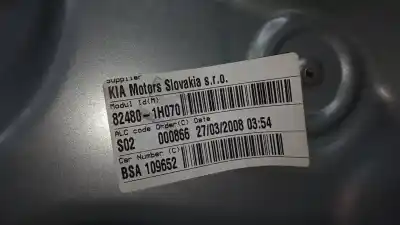 Supplier
KIA Motors Slovakia s.r.o.
Modul Id(M)
82480-1H070
ALC code Order(C) Date
S02 000866 27/03/2008 03:54
Car Number (C)
BSA 109652